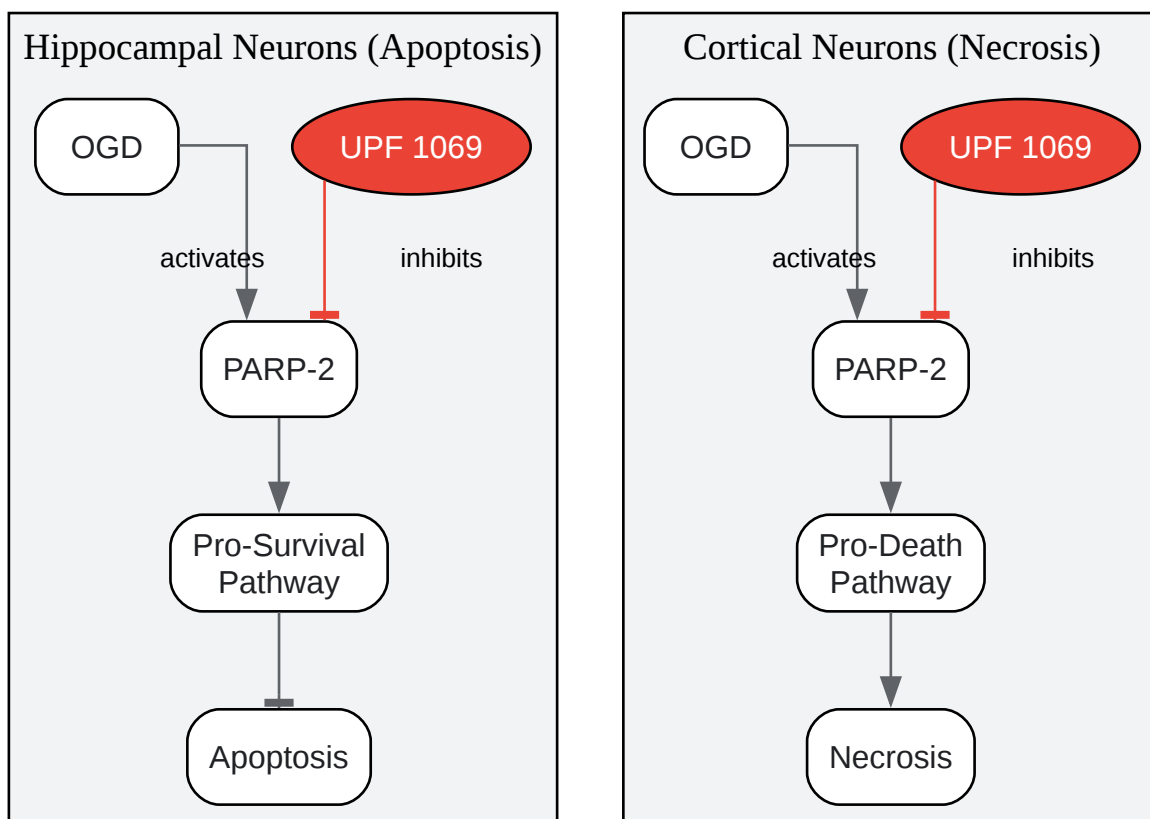 Hippocampal Neurons (Apoptosis)
OGD
UPF 1069
activates
inhibits
PARP-2
Pro-Survival
Pathway
Apoptosis
Cortical Neurons (Necrosis)
OGD
UPF 1069
activates
inhibits
PARP-2
Pro-Death
Pathway
Necrosis